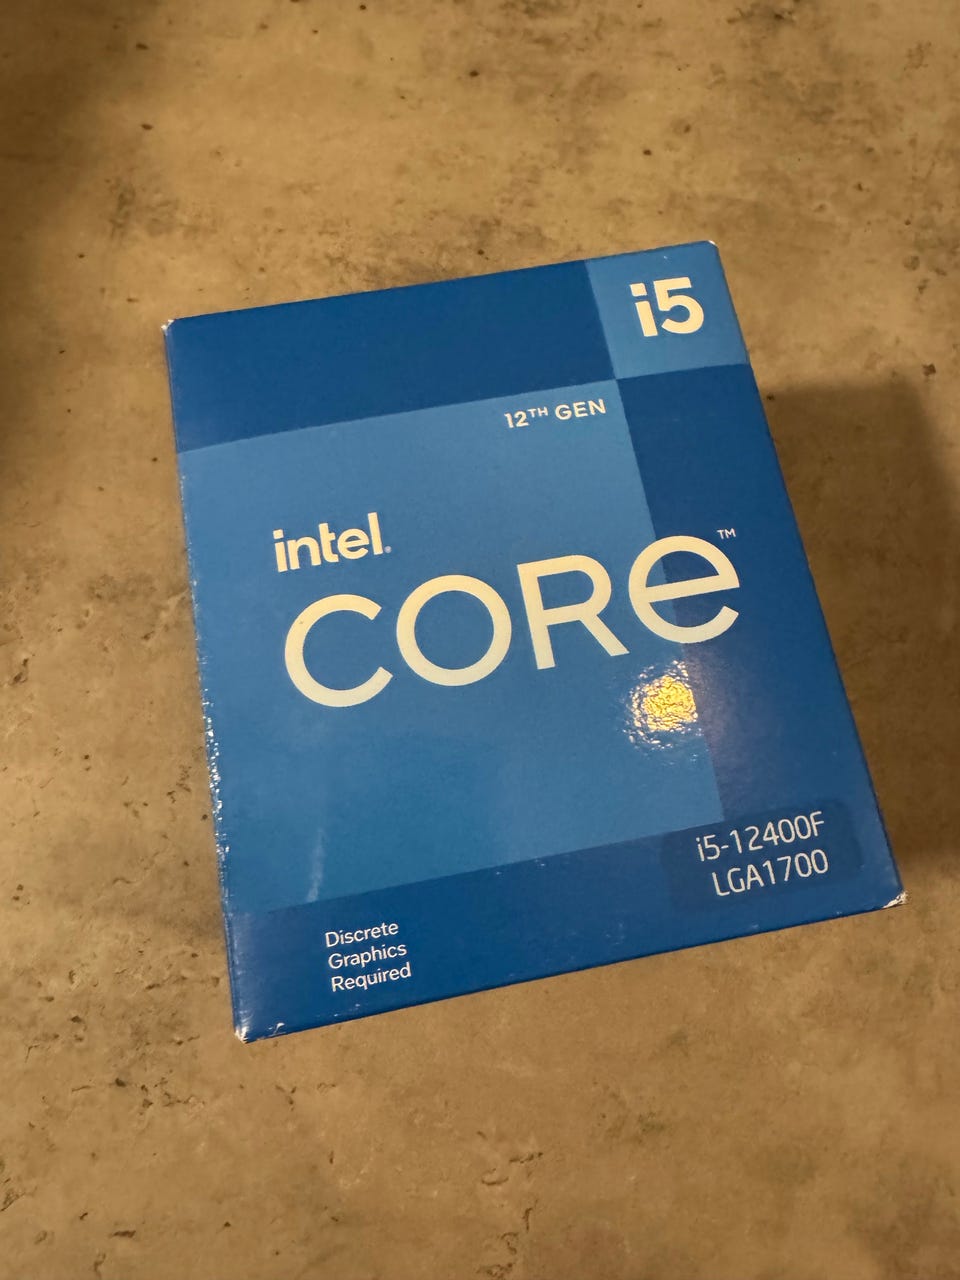 i5
12TH GEN
intel.
CORE™
i5-12400F
LGA1700
Discrete
Graphics
Required